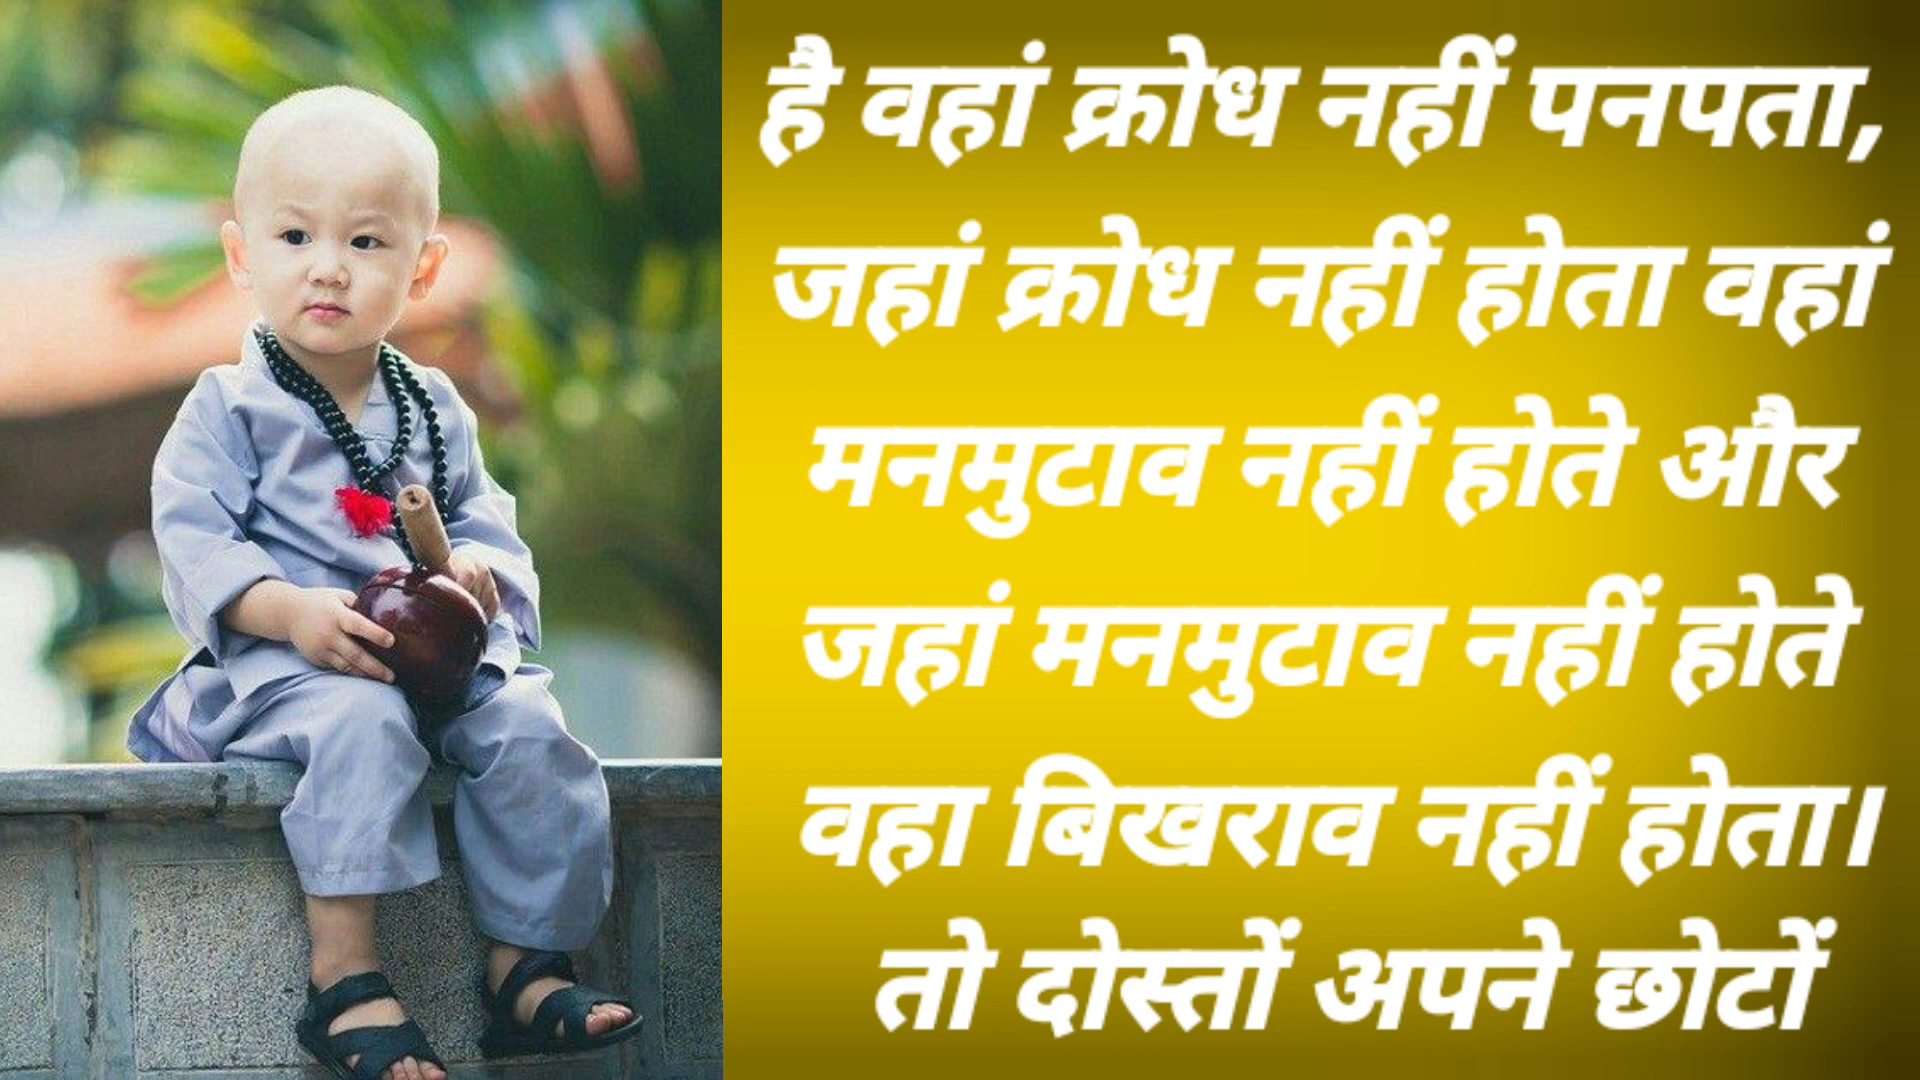 है वहां क्रोध नहीं पनपता,
जहां क्रोध नहीं होता वहां
मनमुटाव नहीं होते और
जहां मनमुटाव नहीं होते
वहा बिखराव नहीं होता।
तो दोस्तों अपने छोटों